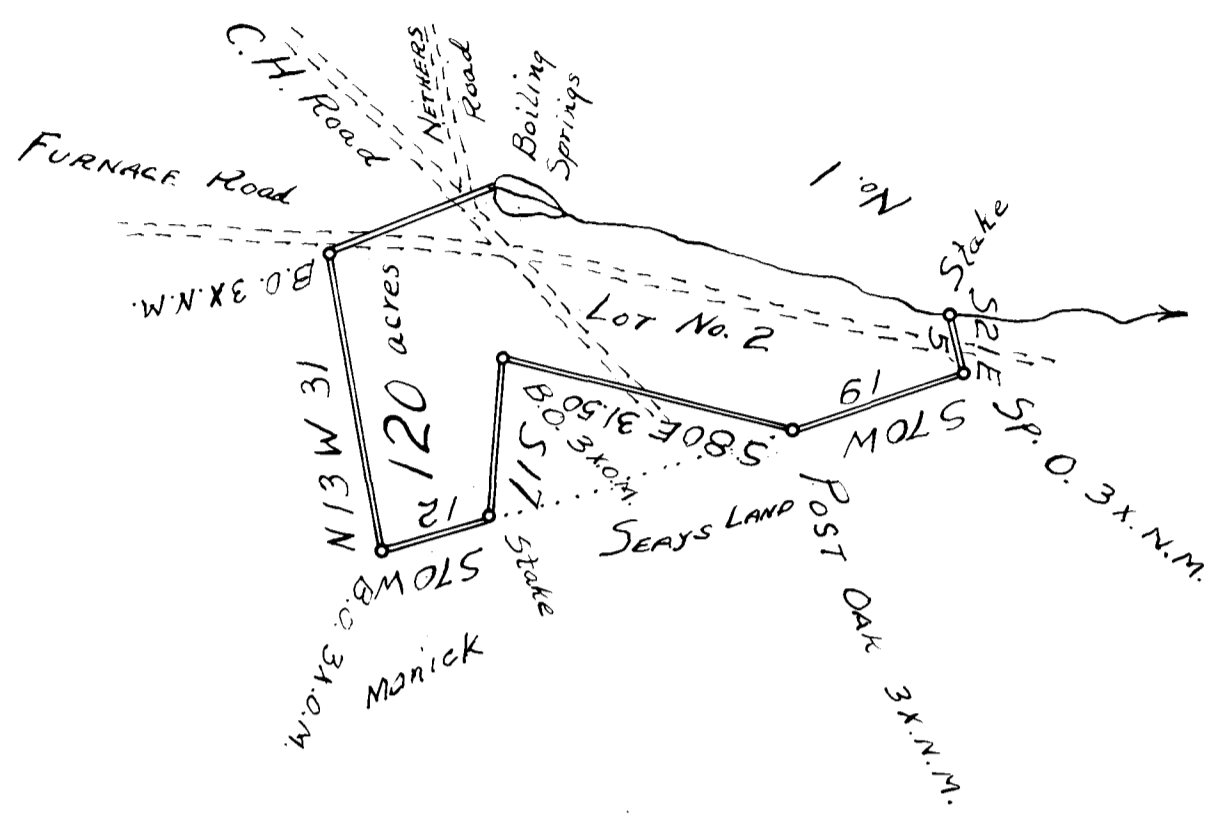 C. H. Road
NETHERS
Road
Boiling
Springs
FURNACE Road
No. 1
Stake
B.O. 3X.N.M.
120 acres
LOT No. 2
S21E
5
N13W 31
B.O. 3X.O.M.
S17
S80E 31.50
19
S70W
SP. O. 3X. N.M.
12
S70W
Stake
SEAYS LAND
POST OAK 3X.N.M.
B.O. 3X.O.M.
Manick